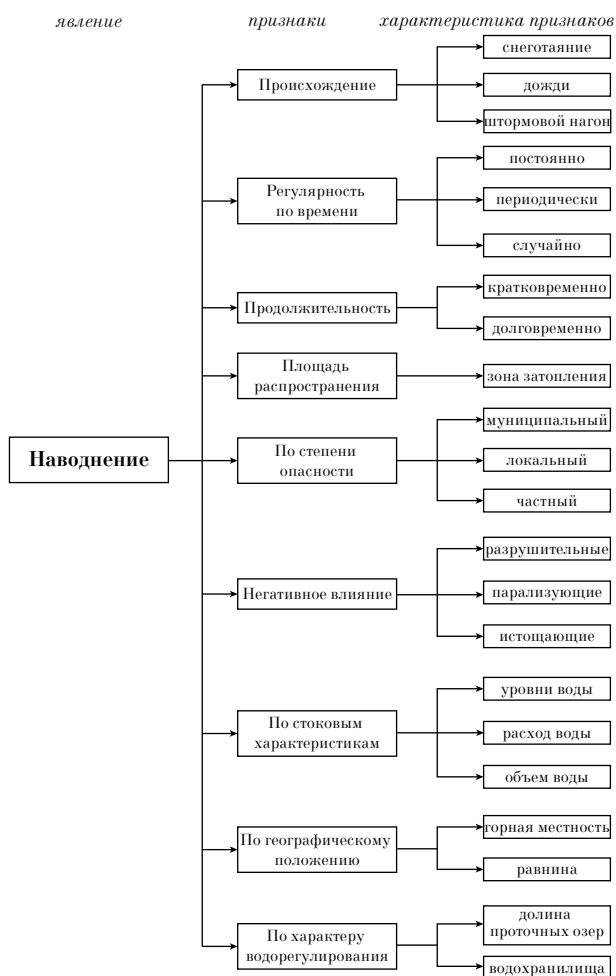 явление признаки характеристика признаков
Происхождение
снеготаяние
дожди
штормовой нагон
Регулярность
по времени
постоянно
периодически
случайно
Продолжительность
кратковременно
долговременно
Площадь
распространения
зона затопления
Наводнение
По степени
опасности
муниципальный
локальный
частный
Негативное влияние
разрушительные
парализующие
истощающие
По стоковым
характеристикам
уровни воды
расход воды
объем воды
По географическому
положению
горная местность
равнина
По характеру
водорегулирования
долина
проточных озер
водохранилища